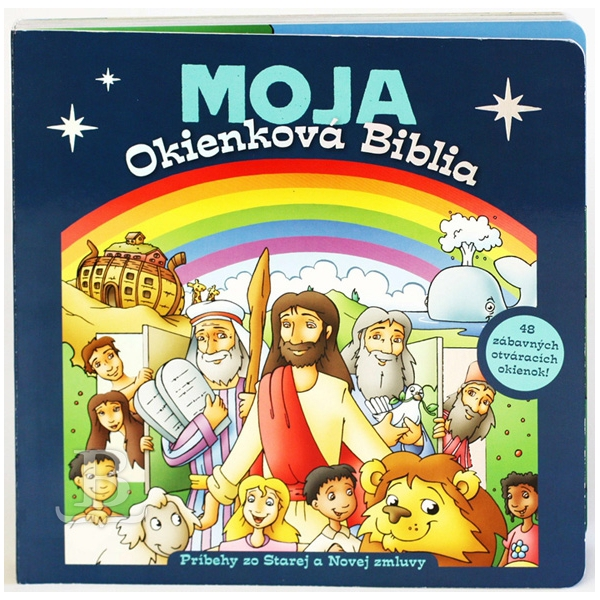 MOJA
Okienková Biblia
48
zábavných
otváracích
okienok!
Príbehy zo Starej a Novej zmluvy
B